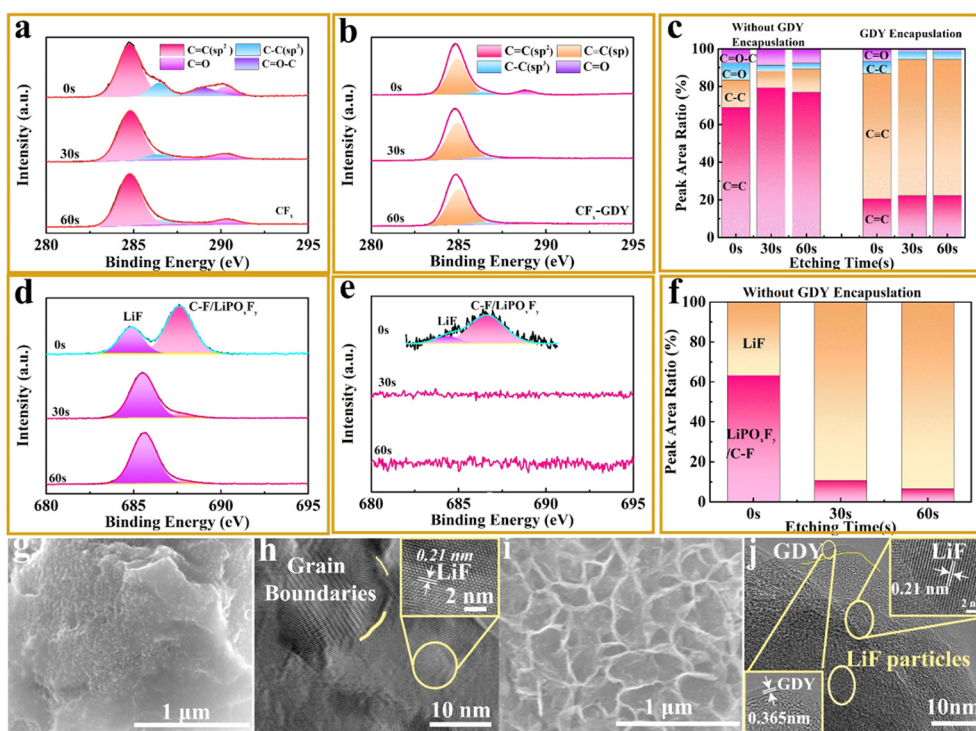 a
C=C(sp²) C-C(sp³)
C=O C=O-C
0s
30s
60s
CFₓ
Intensity (a.u.)
280 285 290 295
Binding Energy (eV)
b
C=C(sp²) C≡C(sp)
C-C(sp³) C=O
0s
30s
60s
CFₓ-GDY
Intensity (a.u.)
280 285 290 295
Binding Energy (eV)
c
Without GDY
Encapuslation
GDY Encapuslation
C=O-C
C=O
C-C
C=C
C=O
C-C
C≡C
C=C
Peak Area Ratio (%)
100
80
60
40
20
0
0s 30s 60s 0s 30s 60s
Etching Time(s)
d
LiF
C-F/LiPOₓFᵧ
0s
30s
60s
Intensity (a.u.)
680 685 690 695
Binding Energy (eV)
e
C-F/LiPOₓFᵧ
LiF
0s
30s
60s
Intensity (a.u.)
680 685 690 695
Binding Energy (eV)
f
Without GDY Encapuslation
LiF
LiPOₓFᵧ
/C-F
Peak Area Ratio (%)
100
80
60
40
20
0
0s 30s 60s
Etching Time(s)
g
1 μm
h
Grain
Boundaries
0.21 nm
LiF
2 nm
10 nm
i
1 μm
j
GDY
LiF
0.21 nm
LiF particles
GDY
0.365nm
10nm